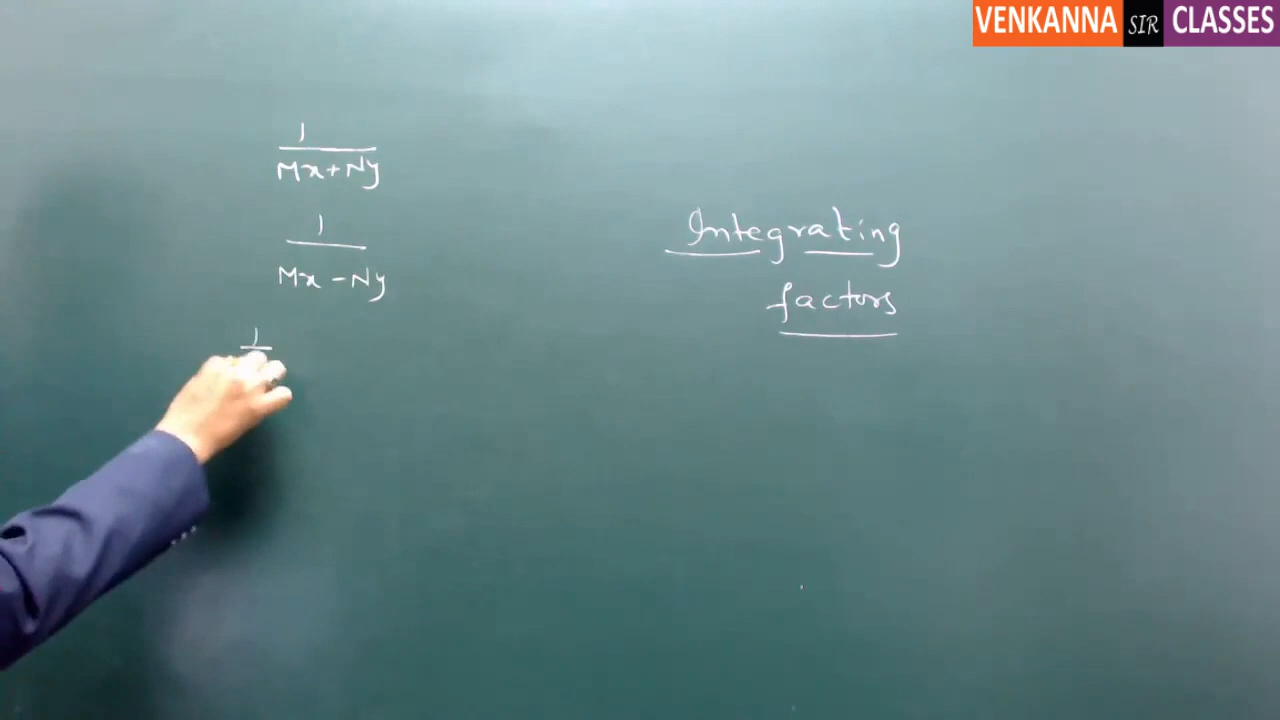 VENKANNA SIR CLASSES
1
Mx+Ny
1
Mx-Ny
1
Integrating
factors